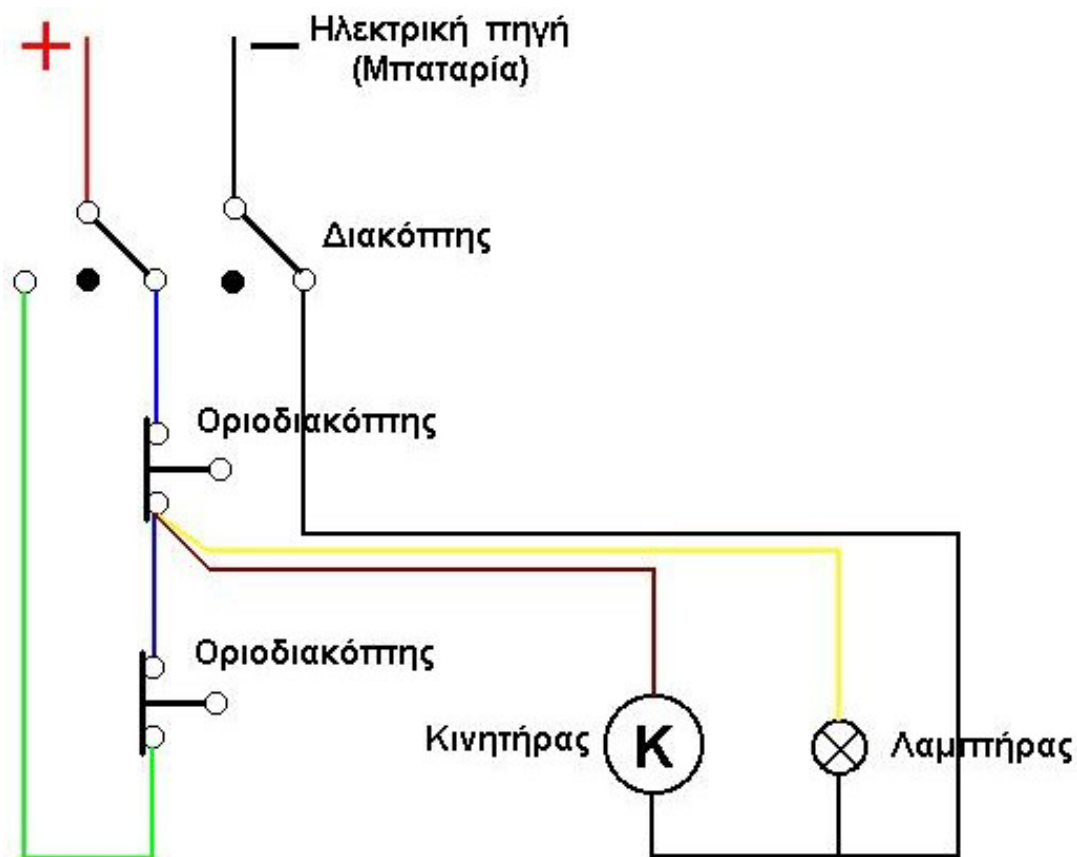 +
— Ηλεκτρική πηγή
(Μπαταρία)
Διακόπτης
Οριοδιακόπτης
Οριοδιακόπτης
Κινητήρας
K
Λαμπτήρας